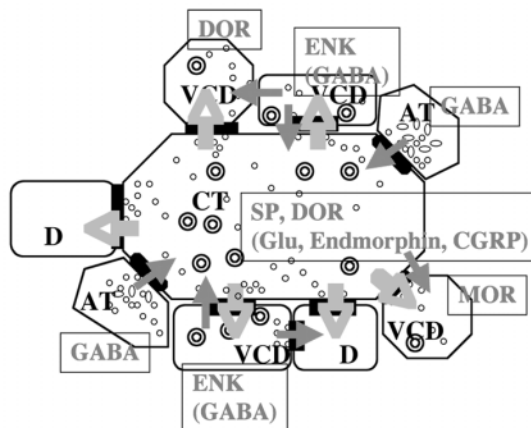 DOR
ENK
(GABA)
VCD
VCD
AT
GABA
CT
SP, DOR
(Glu, Endmorphin, CGRP)
D
AT
GABA
MOR
VCD
VCD
D
ENK
(GABA)